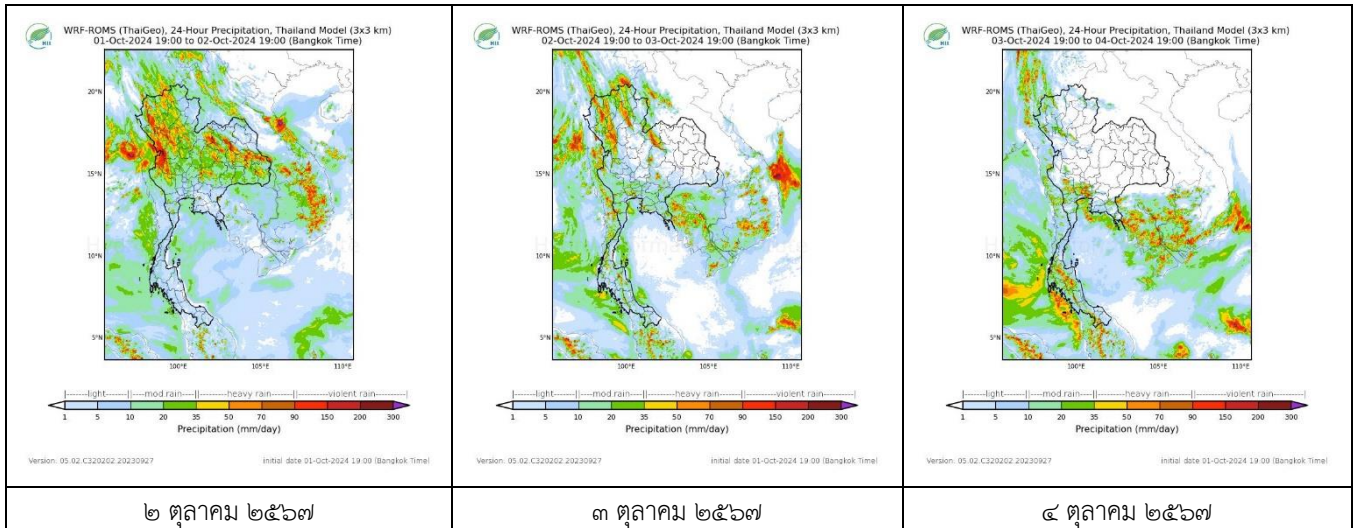 WRF-ROMS (ThaiGeo), 24-Hour Precipitation, Thailand Model (3x3 km)
01-Oct-2024 19:00 to 02-Oct-2024 19:00 (Bangkok Time)
20°N
15°N
10°N
5°N
100°E 105°E 110°E
light mod.rain heavy rain violent rain
1 5 10 20 35 50 70 90 150 200 300
Precipitation (mm/day)
Version: 05.02.C320202.20230927 initial date 01-Oct-2024 19:00 (Bangkok Time)
๒ ตุลาคม ๒๕๖๗
WRF-ROMS (ThaiGeo), 24-Hour Precipitation, Thailand Model (3x3 km)
02-Oct-2024 19:00 to 03-Oct-2024 19:00 (Bangkok Time)
20°N
15°N
10°N
5°N
100°E 105°E 110°E
light mod.rain heavy rain violent rain
1 5 10 20 35 50 70 90 150 200 300
Precipitation (mm/day)
Version: 05.02.C320202.20230927 initial date 01-Oct-2024 19:00 (Bangkok Time)
๓ ตุลาคม ๒๕๖๗
WRF-ROMS (ThaiGeo), 24-Hour Precipitation, Thailand Model (3x3 km)
03-Oct-2024 19:00 to 04-Oct-2024 19:00 (Bangkok Time)
20°N
15°N
10°N
5°N
100°E 105°E 110°E
light mod.rain heavy rain violent rain
1 5 10 20 35 50 70 90 150 200 300
Precipitation (mm/day)
Version: 05.02.C320202.20230927 initial date 01-Oct-2024 19:00 (Bangkok Time)
๔ ตุลาคม ๒๕๖๗